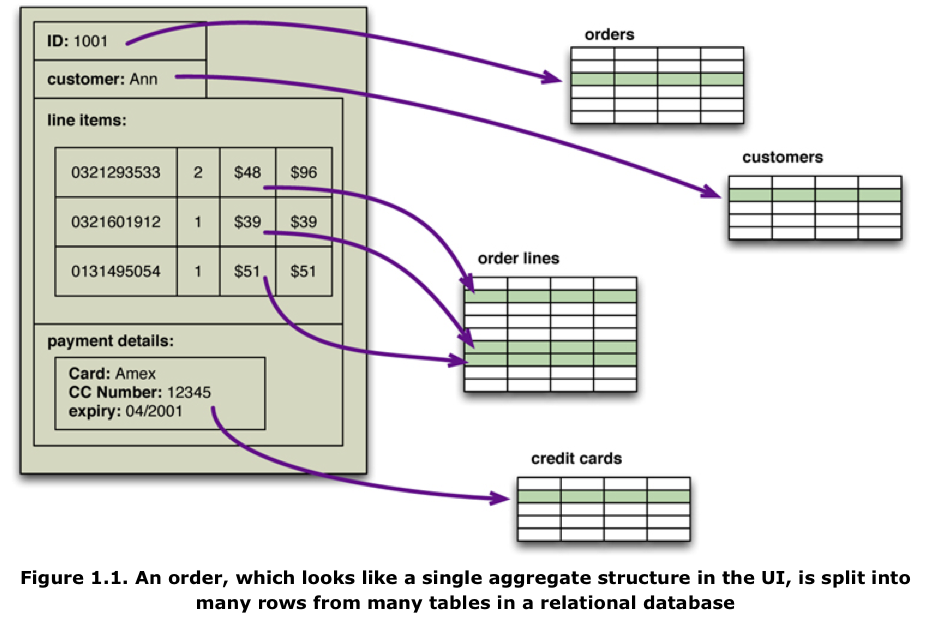 ID: 1001
customer: Ann
line items:
0321293533 2 $48 $96
0321601912 1 $39 $39
0131495054 1 $51 $51
payment details:
Card: Amex
CC Number: 12345
expiry: 04/2001
orders
customers
order lines
credit cards
Figure 1.1. An order, which looks like a single aggregate structure in the UI, is split into
many rows from many tables in a relational database